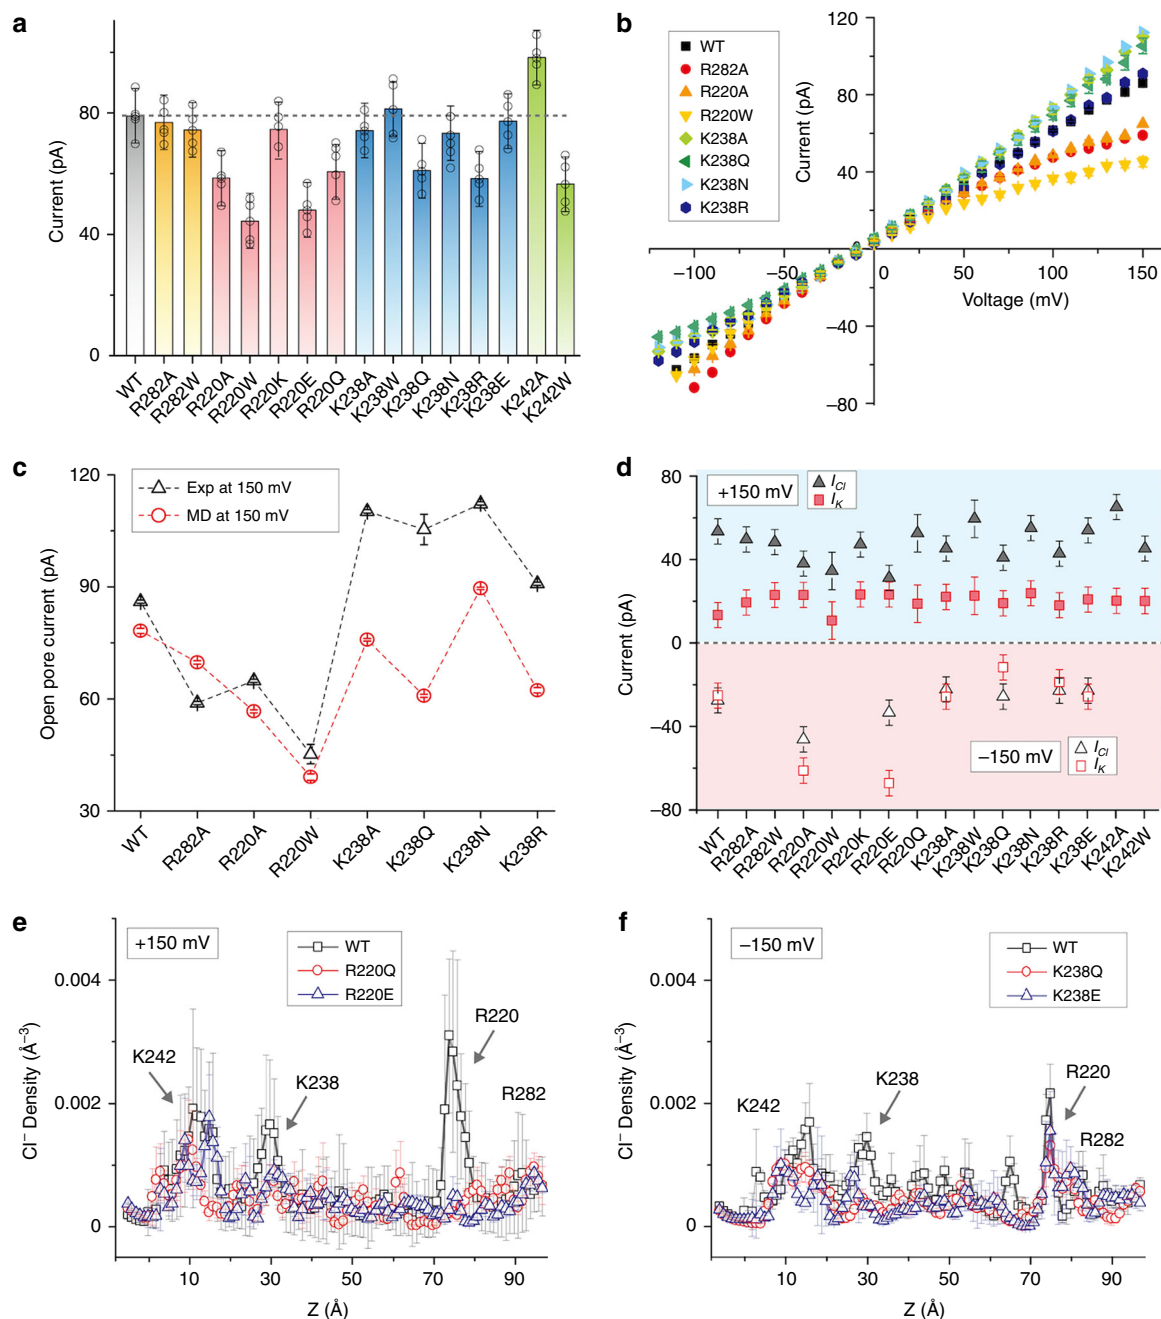 a
Current (pA)
80
40
0
WT
R282A
R282W
R220A
R220W
R220K
R220E
R220Q
K238A
K238W
K238Q
K238N
K238R
K238E
K242A
K242W
b
WT
R282A
R220A
R220W
K238A
K238Q
K238N
K238R
Current (pA)
120
80
40
−40
−80
−100
−50
0
50
100
150
Voltage (mV)
c
Exp at 150 mV
MD at 150 mV
Open pore current (pA)
120
90
60
30
WT
R282A
R220A
R220W
K238A
K238Q
K238N
K238R
d
+150 mV
ICl
IK
Current (pA)
80
40
0
−40
−80
−150 mV
ICl
IK
WT
R282A
R282W
R220A
R220W
R220K
R220E
R220Q
K238A
K238W
K238Q
K238N
K238R
K238E
K242A
K242W
e
+150 mV
WT
R220Q
R220E
Cl− Density (Å−3)
0.004
0.002
0
K242
K238
R220
R282
10
30
50
70
90
Z (Å)
f
−150 mV
WT
K238Q
K238E
Cl− Density (Å−3)
0.004
0.002
0
K242
K238
R220
R282
10
30
50
70
90
Z (Å)